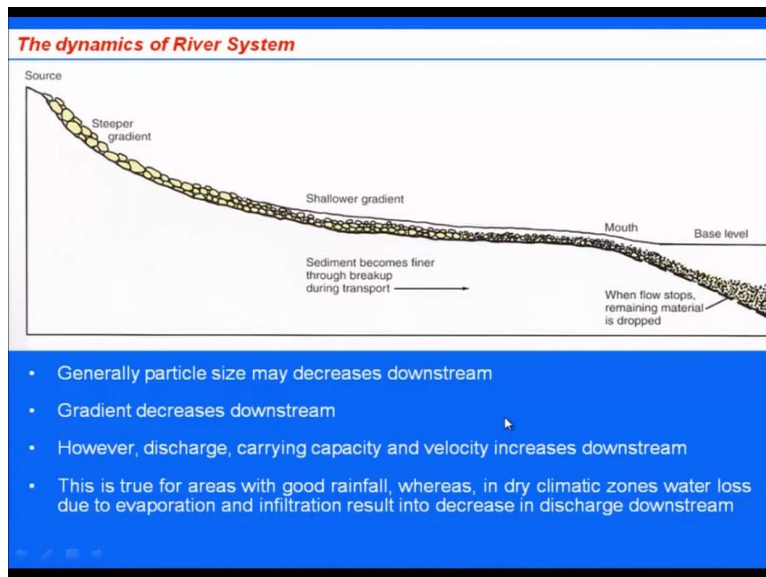 The dynamics of River System
Source
Steeper
gradient
Shallower gradient
Mouth
Base level
Sediment becomes finer
through breakup
during transport
When flow stops,
remaining material
is dropped
• Generally particle size may decreases downstream
• Gradient decreases downstream
• However, discharge, carrying capacity and velocity increases downstream
• This is true for areas with good rainfall, whereas, in dry climatic zones water loss
due to evaporation and infiltration result into decrease in discharge downstream